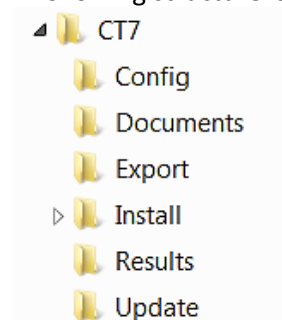 CT7
Config
Documents
Export
Install
Results
Update